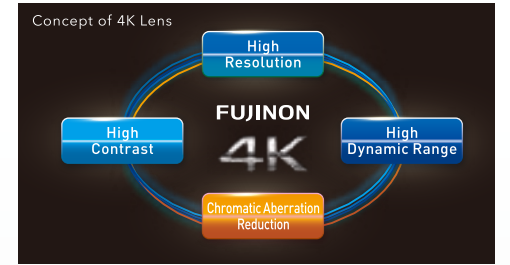 Concept of 4K Lens
High
Resolution
FUJINON
4K
High
Contrast
High
Dynamic Range
Chromatic Aberration
Reduction